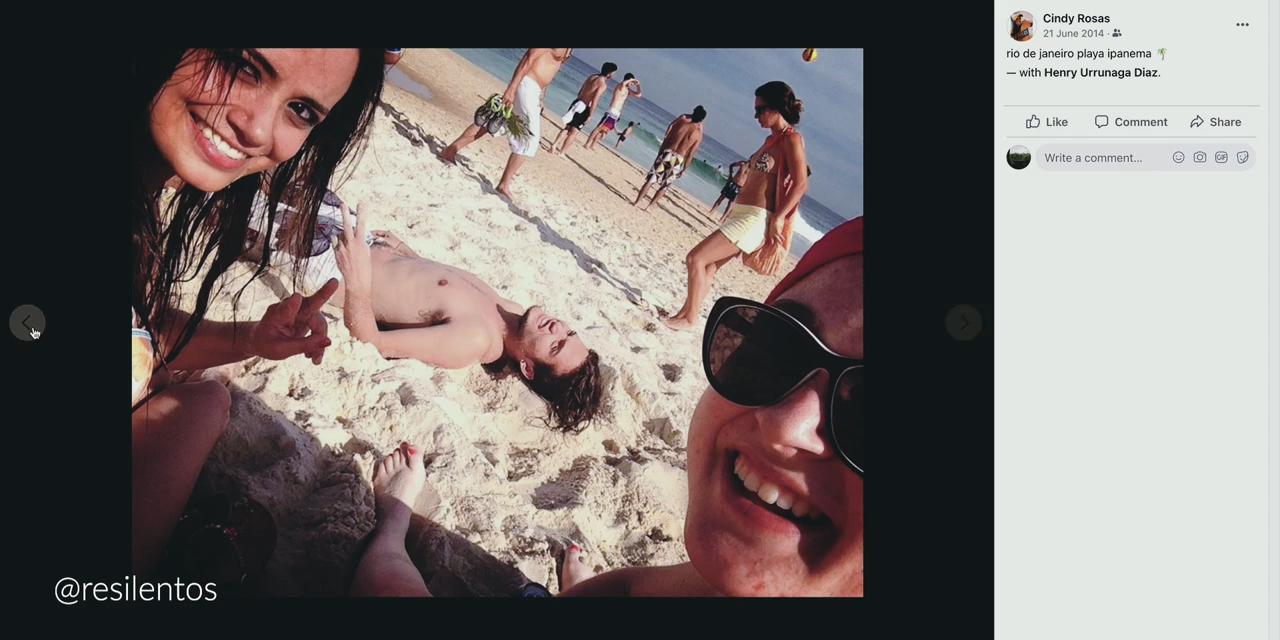 Cindy Rosas
21 June 2014 ·
rio de janeiro playa ipanema 🌴
— with Henry Urrunaga Diaz.
Like Comment Share
Write a comment...
GIF
@resilentos